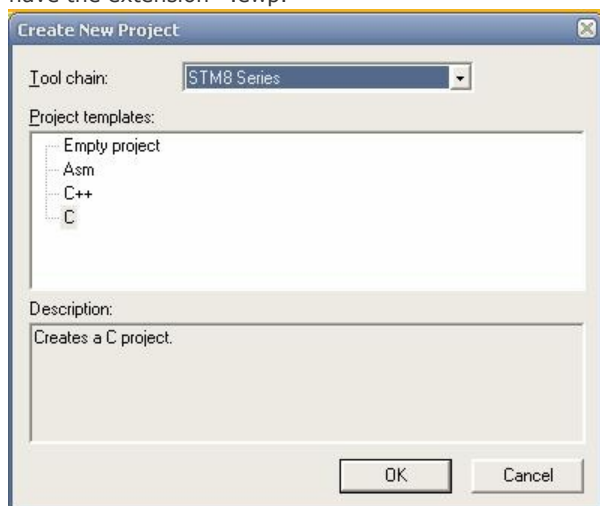 have the extension *.ewp.
Create New Project
Tool chain: STM8 Series
Project templates:
Empty project
Asm
C++
C
Description:
Creates a C project.
OK Cancel